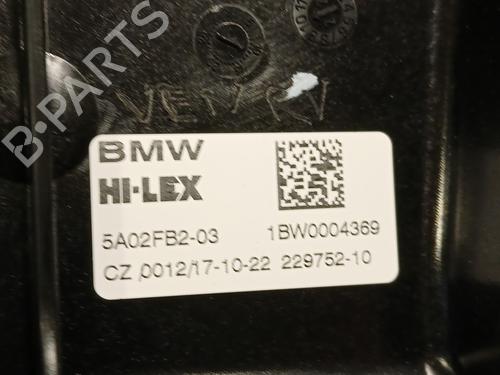 B-PARTS
BMW
HI-LEX
5A02FB2-03 1BW0004369
CZ 0012/17-10-22 229752-10